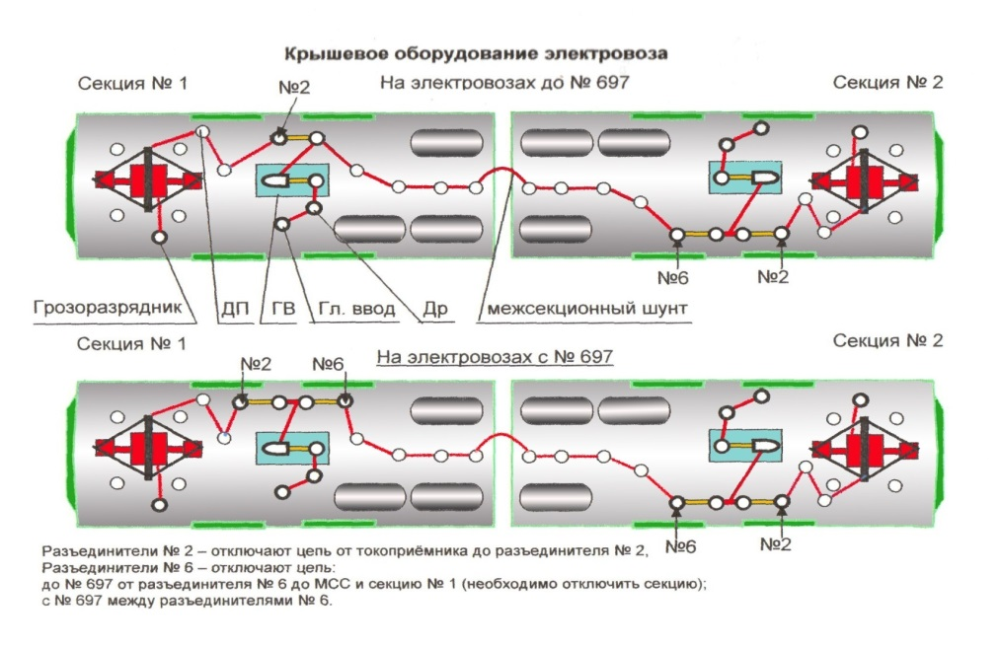 Крышевое оборудование электровоза
Секция № 1
№2
На электровозах до № 697
Секция № 2
№6
№2
Грозоразрядник
ДП
ГВ
Гл. ввод
Др
межсекционный шунт
Секция № 1
№2
№6
На электровозах с № 697
Секция № 2
№6
№2
Разъединители № 2 – отключают цепь от токоприёмника до разъединителя № 2,
Разъединители № 6 – отключают цепь:
до № 697 от разъединителя № 6 до МСС и секцию № 1 (необходимо отключить секцию);
с № 697 между разъединителями № 6.